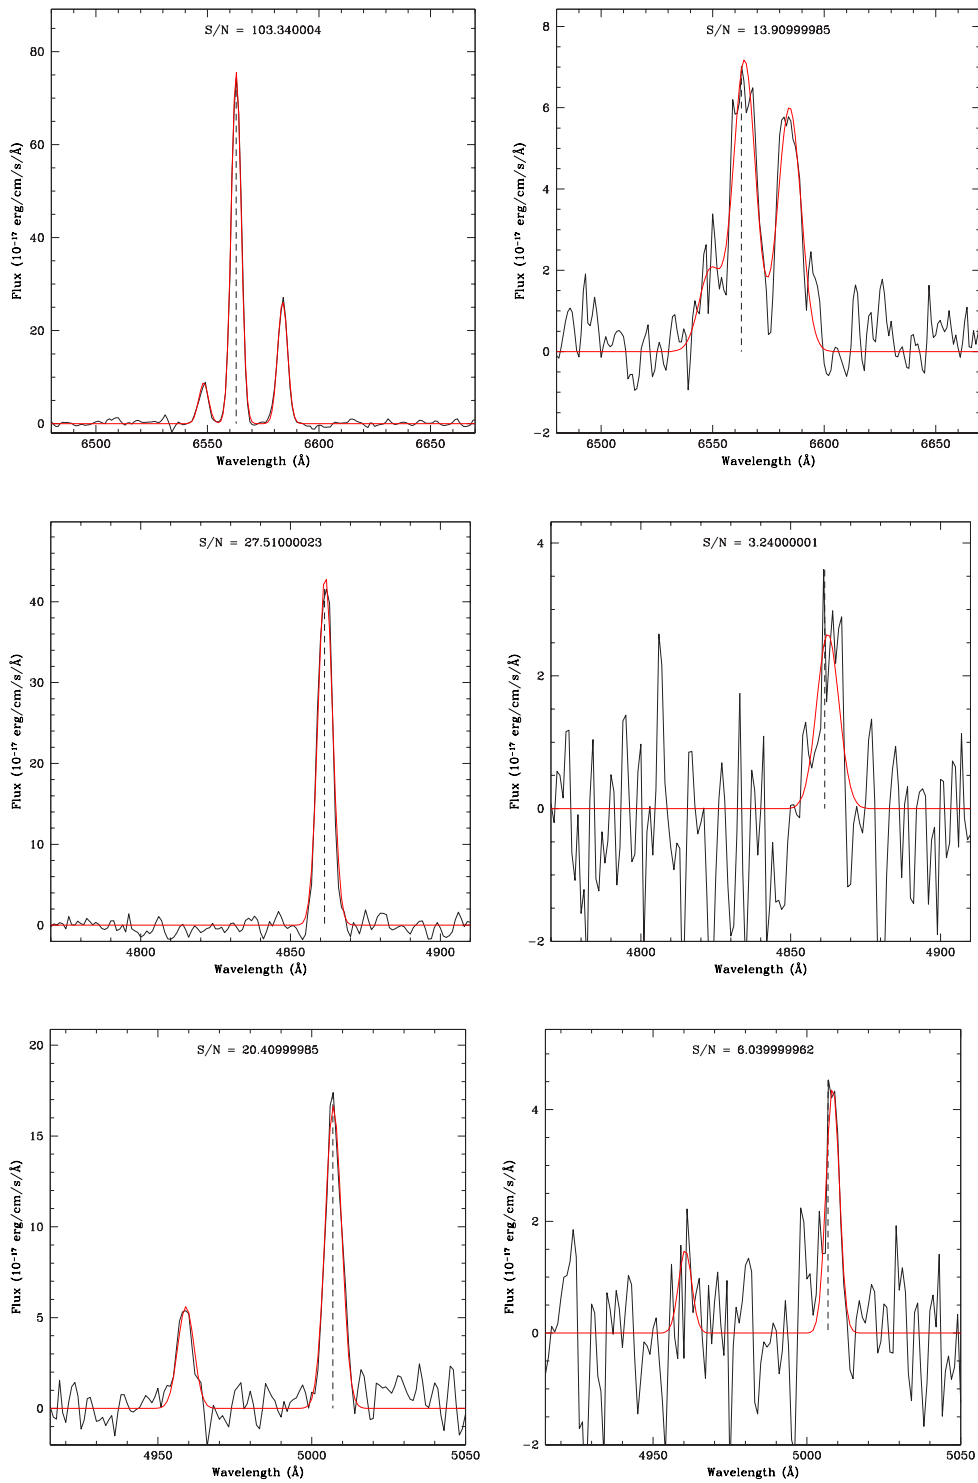 S/N = 103.340004
80
60
40
20
0
Flux (10⁻¹⁷ erg/cm/s/Å)
6500 6550 6600 6650
Wavelength (Å)
S/N = 13.90999985
8
6
4
2
0
−2
Flux (10⁻¹⁷ erg/cm/s/Å)
6500 6550 6600 6650
Wavelength (Å)
S/N = 27.51000023
40
30
20
10
0
Flux (10⁻¹⁷ erg/cm/s/Å)
4800 4850 4900
Wavelength (Å)
S/N = 3.24000001
4
2
0
−2
Flux (10⁻¹⁷ erg/cm/s/Å)
4800 4850 4900
Wavelength (Å)
S/N = 20.40999985
20
15
10
5
0
Flux (10⁻¹⁷ erg/cm/s/Å)
4950 5000 5050
Wavelength (Å)
S/N = 6.039999962
4
2
0
−2
Flux (10⁻¹⁷ erg/cm/s/Å)
4950 5000 5050
Wavelength (Å)